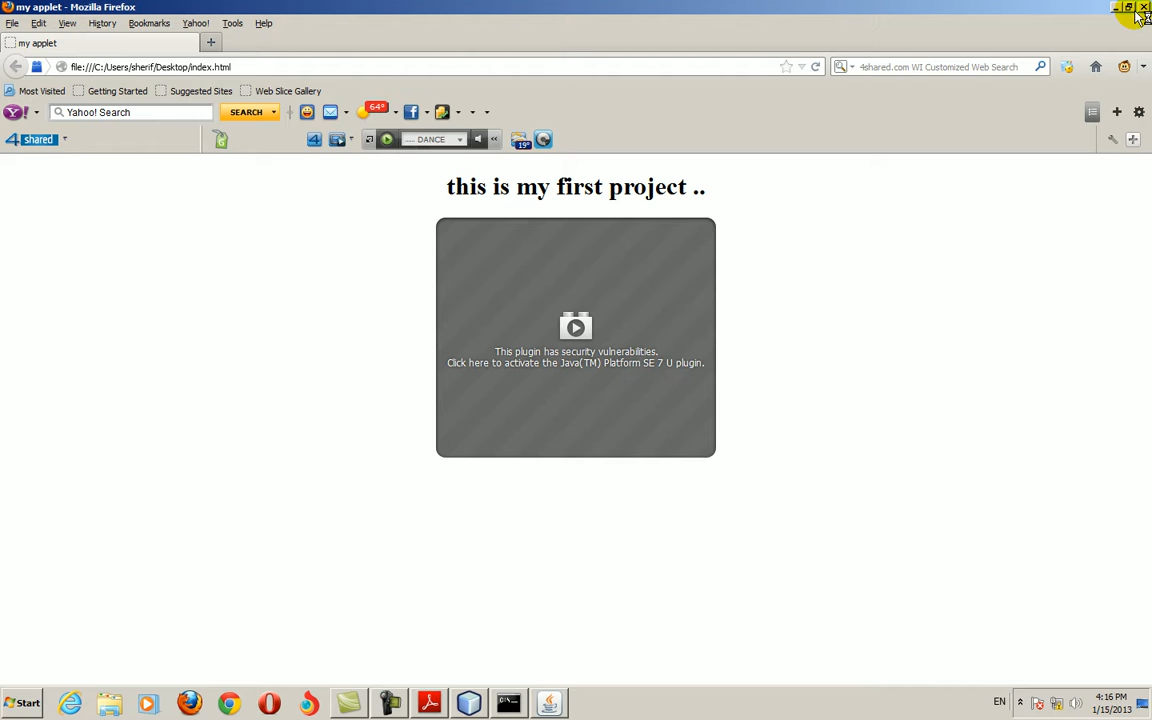 my applet - Mozilla Firefox
File Edit View History Bookmarks Yahoo! Tools Help
my applet
file:///C:/Users/sherif/Desktop/index.html
4shared.com WI Customized Web Search
Most Visited Getting Started Suggested Sites Web Slice Gallery
Y! Yahoo! Search SEARCH 64°
4 shared 4 .... DANCE 19°
this is my first project ..
This plugin has security vulnerabilities.
Click here to activate the Java(TM) Platform SE 7 U plugin.
Start EN 4:16 PM
1/15/2013